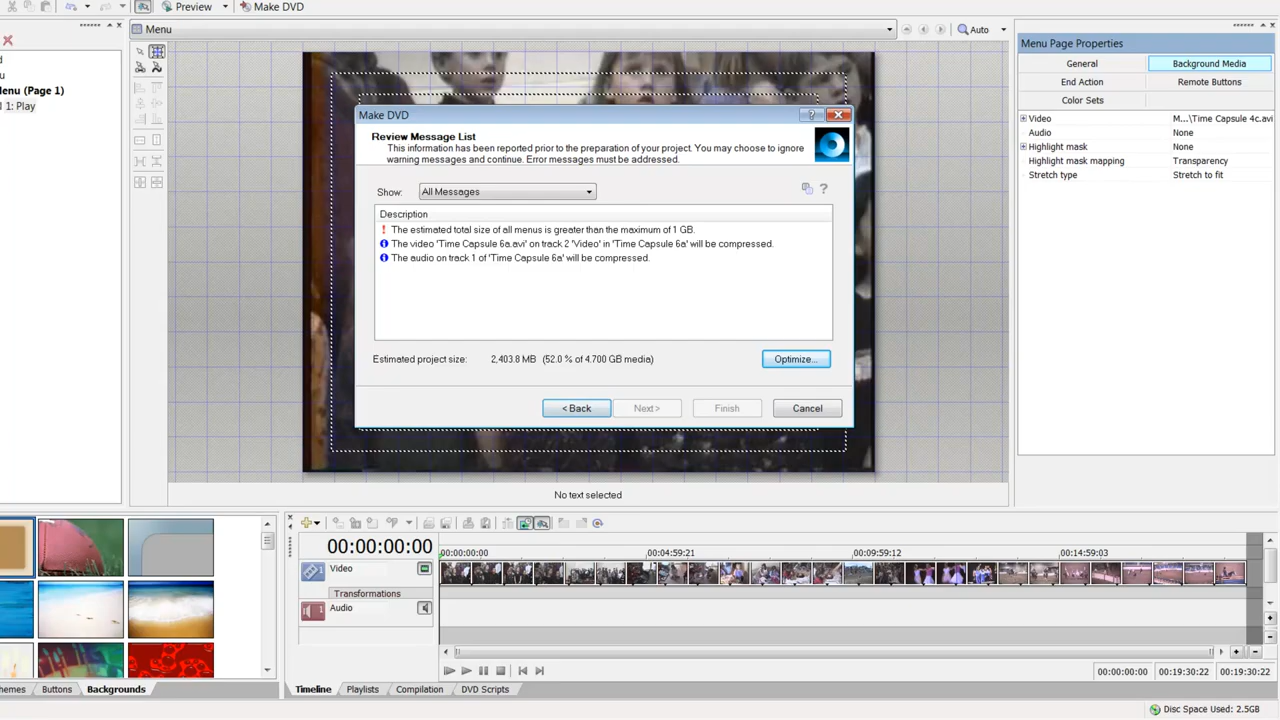 Preview
Make DVD
Menu
Auto
d
u
enu (Page 1)
1: Play
Menu Page Properties
General
Background Media
End Action
Remote Buttons
Color Sets
Video M...\Time Capsule 4c.avi
Audio None
Highlight mask None
Highlight mask mapping Transparency
Stretch type Stretch to fit
Make DVD
?
Review Message List
This information has been reported prior to the preparation of your project. You may choose to ignore
warning messages and continue. Error messages must be addressed.
Show: All Messages
?
Description
! The estimated total size of all menus is greater than the maximum of 1 GB.
The video 'Time Capsule 6a.avi' on track 2 'Video' in 'Time Capsule 6a' will be compressed.
The audio on track 1 of 'Time Capsule 6a' will be compressed.
Estimated project size: 2,403.8 MB (52.0 % of 4.700 GB media)
Optimize...
< Back
Next >
Finish
Cancel
No text selected
00:00:00:00
00:00:00:00 00:04:59:21 00:09:59:12 00:14:59:03
1 Video
Transformations
1 Audio
00:00:00:00 00:19:30:22 00:19:30:22
hemes Buttons Backgrounds
Timeline Playlists Compilation DVD Scripts
Disc Space Used: 2.5GB